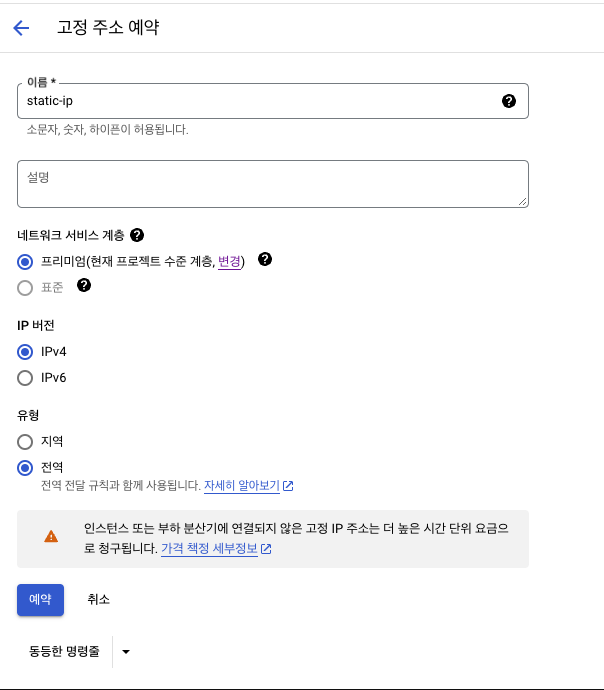 고정 주소 예약
이름 *
static-ip
소문자, 숫자, 하이픈이 허용됩니다.
설명
네트워크 서비스 계층 ?
프리미엄(현재 프로젝트 수준 계층, 변경) ?
표준 ?
IP 버전
IPv4
IPv6
유형
지역
전역
전역 전달 규칙과 함께 사용됩니다. 자세히 알아보기
인스턴스 또는 부하 분산기에 연결되지 않은 고정 IP 주소는 더 높은 시간 단위 요금으
로 청구됩니다. 가격 책정 세부정보
예약 취소
동등한 명령줄